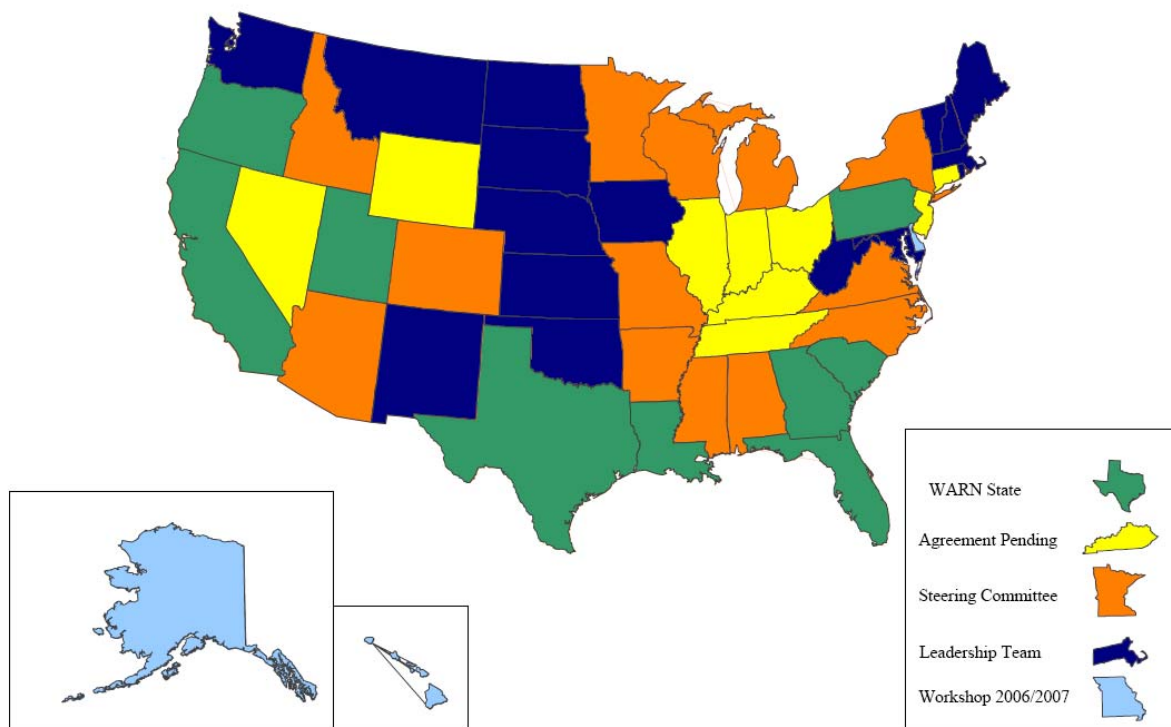 WARN State
Agreement Pending
Steering Committee
Leadership Team
Workshop 2006/2007